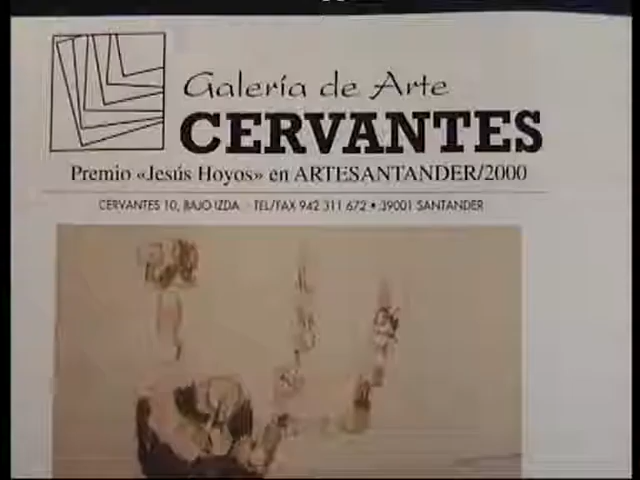 Galería de Arte
CERVANTES
Premio «Jesús Hoyos» en ARTESANTANDER/2000
CERVANTES 10, BAJO IZDA · TEL/FAX 942 311 672 • 39001 SANTANDER